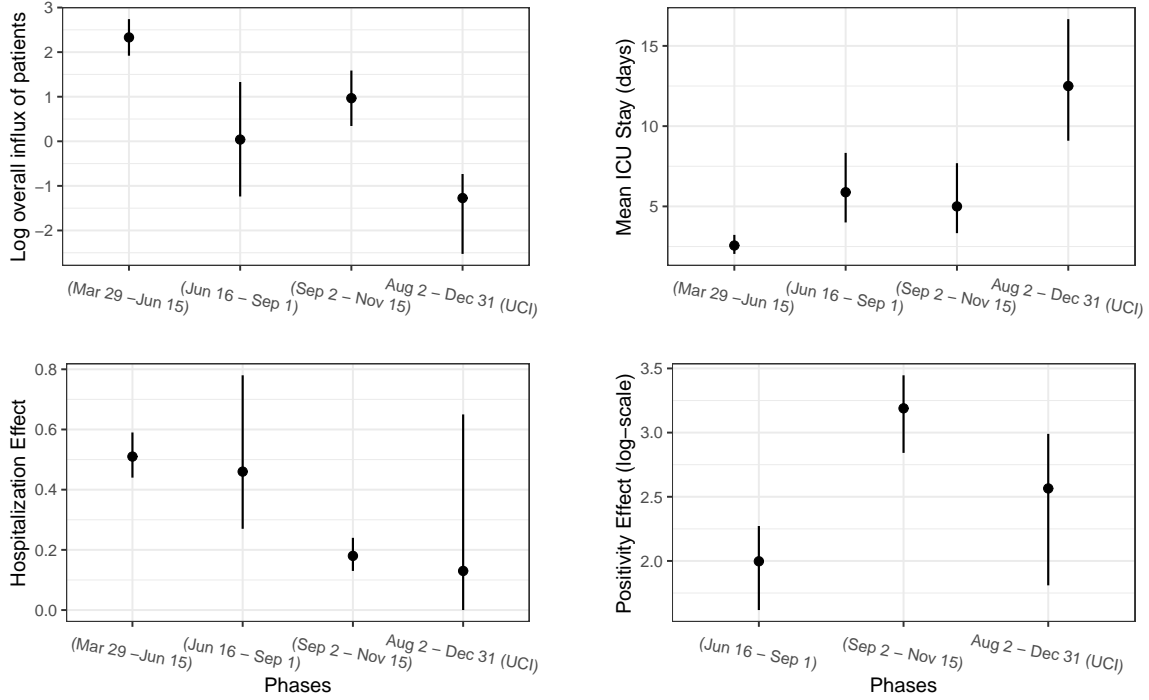 Log overall influx of patients
3
2
1
0
−1
−2
(Mar 29 –Jun 15)
(Jun 16 – Sep 1)
(Sep 2 – Nov 15)
Aug 2 – Dec 31 (UCI)
Mean ICU Stay (days)
15
10
5
(Mar 29 –Jun 15)
(Jun 16 – Sep 1)
(Sep 2 – Nov 15)
Aug 2 – Dec 31 (UCI)
Hospitalization Effect
0.8
0.6
0.4
0.2
0.0
(Mar 29 –Jun 15)
(Jun 16 – Sep 1)
(Sep 2 – Nov 15)
Aug 2 – Dec 31 (UCI)
Phases
Positivity Effect (log−scale)
3.5
3.0
2.5
2.0
(Jun 16 – Sep 1)
(Sep 2 – Nov 15)
Aug 2 – Dec 31 (UCI)
Phases